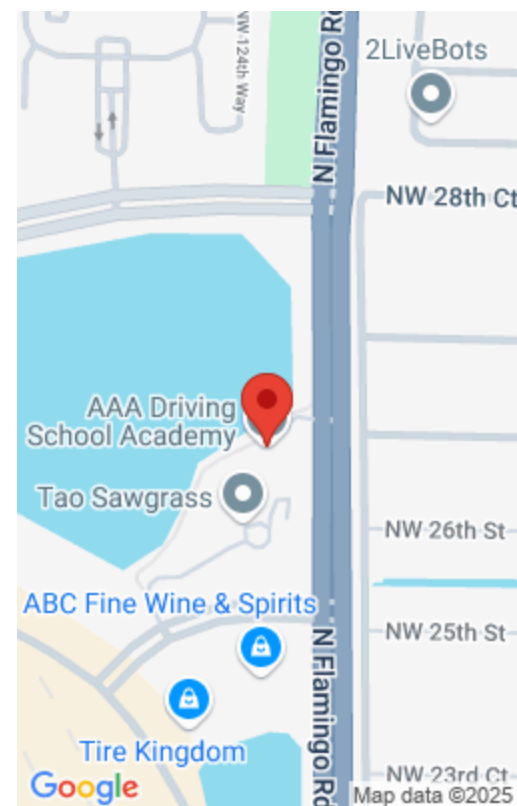 NW 124th Way
N Flamingo Rd
2LiveBots
NW 28th Ct
AAA Driving
School Academy
Tao Sawgrass
NW 26th St
ABC Fine Wine & Spirits
NW 25th St
N Flamingo Rd
Tire Kingdom
NW 23rd Ct
Google
Map data ©2025